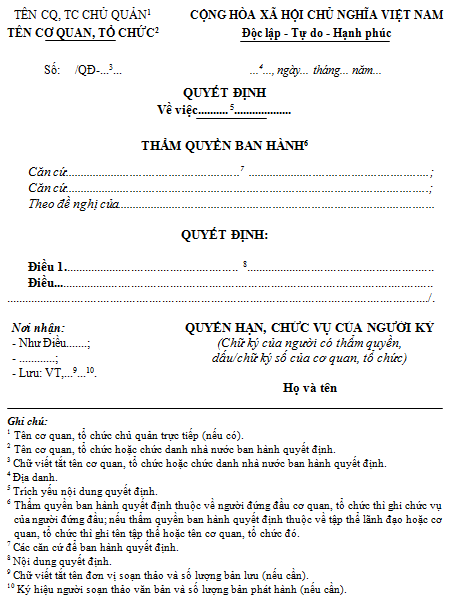 TÊN CQ, TC CHỦ QUẢN¹ CỘNG HÒA XÃ HỘI CHỦ NGHĨA VIỆT NAM
TÊN CƠ QUAN, TỔ CHỨC² Độc lập - Tự do - Hạnh phúc
Số: /QĐ-...³... ...⁴..., ngày... tháng... năm...
QUYẾT ĐỊNH
Về việc..........⁵...................
THẨM QUYỀN BAN HÀNH⁶
Căn cứ..................................................⁷ .....................................................;
Căn cứ.........................................................................................................;
Theo đề nghị của............................................................................................
QUYẾT ĐỊNH:
Điều 1.................................................. ⁸......................................................
Điều..............................................................................................................
........................................................................................................................./.
Nơi nhận: QUYỀN HẠN, CHỨC VỤ CỦA NGƯỜI KÝ
- Như Điều.......; (Chữ ký của người có thẩm quyền,
- ............; dấu/chữ ký số của cơ quan, tổ chức)
- Lưu: VT,...⁹...¹⁰.
Họ và tên
Ghi chú:
¹ Tên cơ quan, tổ chức chủ quản trực tiếp (nếu có).
² Tên cơ quan, tổ chức hoặc chức danh nhà nước ban hành quyết định.
³ Chữ viết tắt tên cơ quan, tổ chức hoặc chức danh nhà nước ban hành quyết định.
⁴ Địa danh.
⁵ Trích yếu nội dung quyết định.
⁶ Thẩm quyền ban hành quyết định thuộc về người đứng đầu cơ quan, tổ chức thì ghi chức vụ
của người đứng đầu; nếu thẩm quyền ban hành quyết định thuộc về tập thể lãnh đạo hoặc cơ
quan, tổ chức thì ghi tên tập thể hoặc tên cơ quan, tổ chức đó.
⁷ Các căn cứ để ban hành quyết định.
⁸ Nội dung quyết định.
⁹ Chữ viết tắt tên đơn vị soạn thảo và số lượng bản lưu (nếu cần).
¹⁰ Ký hiệu người soạn thảo văn bản và số lượng phát hành (nếu cần).